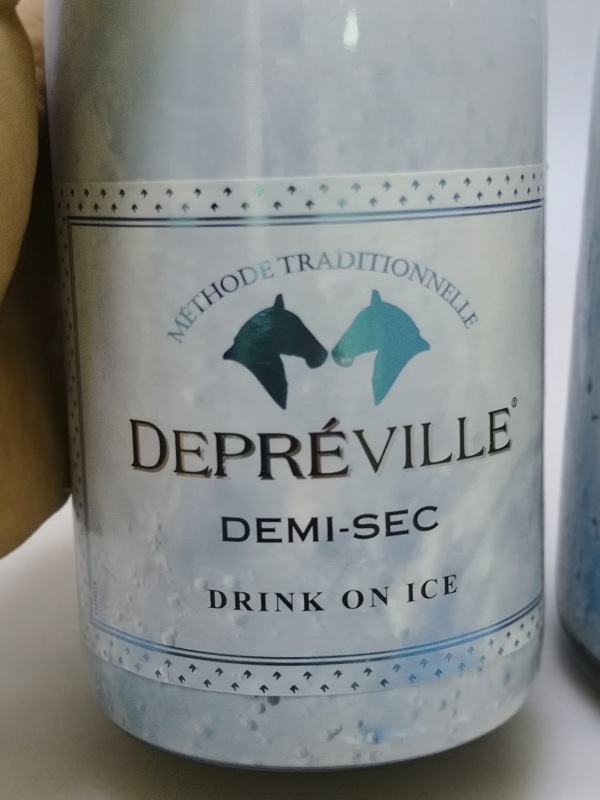 MÉTHODE TRADITIONNELLE
DEPRÉVILLE®
DEMI-SEC
DRINK ON ICE